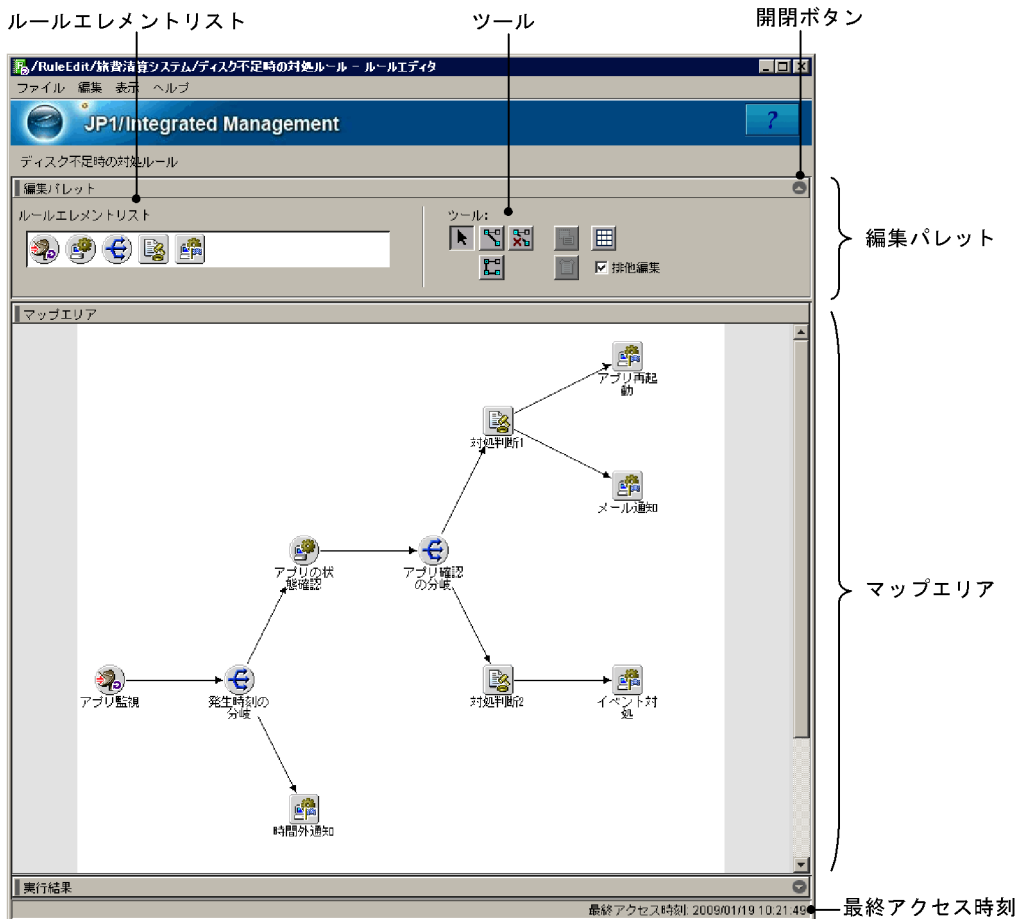 ルールエレメントリスト
ツール
開閉ボタン
/RuleEdit/旅費清算システム/ディスク不足時の対処ルール － ルールエディタ
ファイル 編集 表示 ヘルプ
JP1/Integrated Management
?
ディスク不足時の対処ルール
編集パレット
ルールエレメントリスト
ツール:
排他編集
編集パレット
マップエリア
アプリ再起
動
対処判断1
メール通知
アプリの状
態確認
アプリ確認
の分岐
マップエリア
アプリ監視
発生時刻の
分岐
対処判断2
イベント対
処
時間外通知
実行結果
最終アクセス時刻: 2009/01/19 10:21:49
最終アクセス時刻